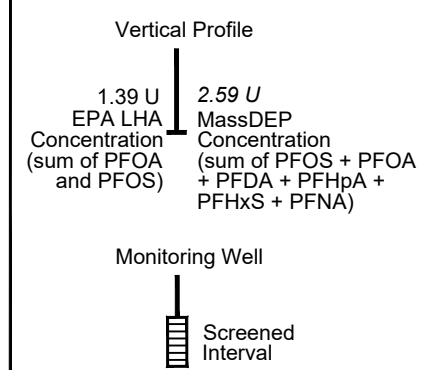 Vertical Profile
1.39 U
EPA LHA
Concentration
(sum of PFOA
and PFOS)
2.59 U
MassDEP
Concentration
(sum of PFOS + PFOA
+ PFDA + PFHpA +
PFHxS + PFNA)
Monitoring Well
Screened
Interval